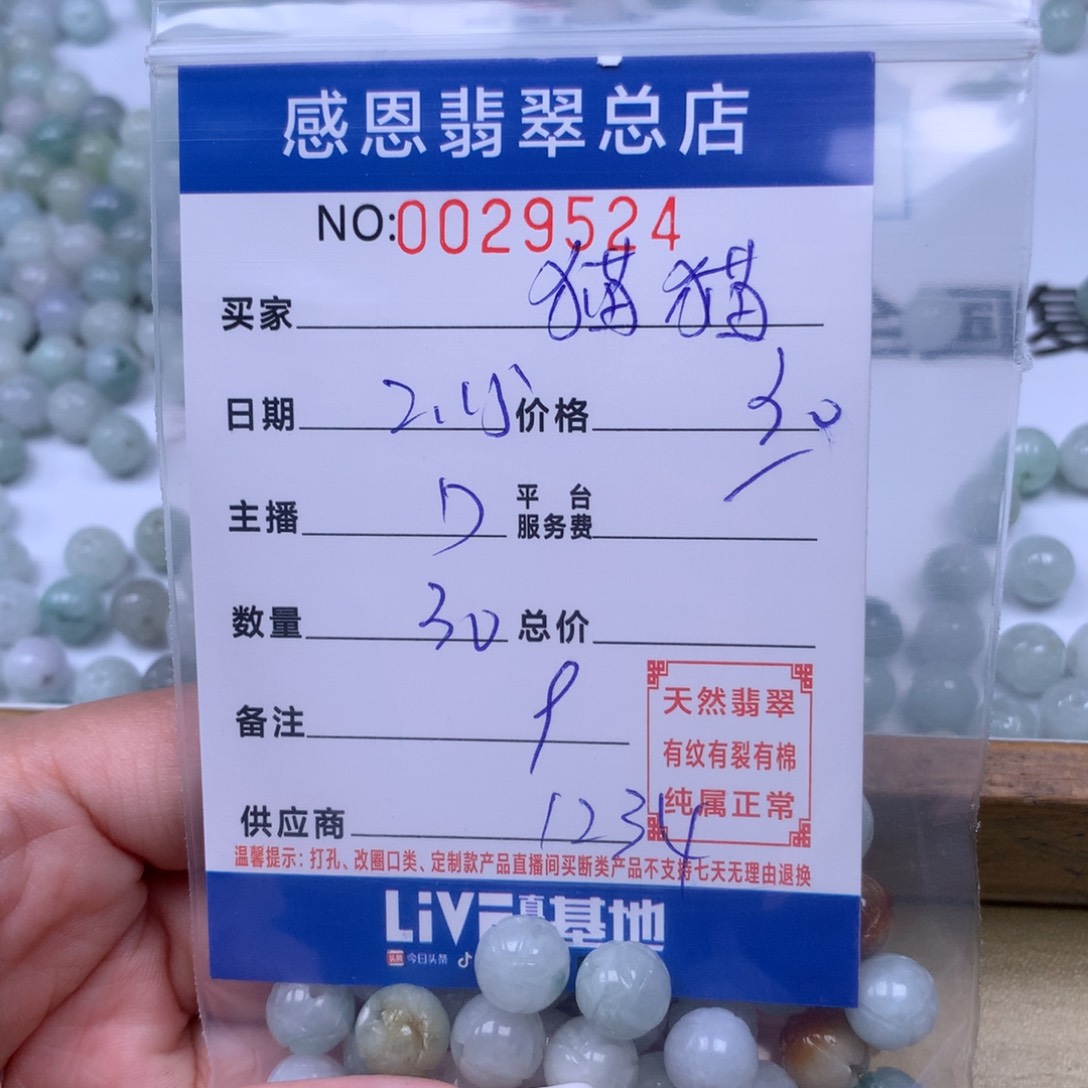 感恩翡翠总店
NO:0029524
买家 猫猫
日期 价格 30
主播 平台服务费
数量 30 总价
备注 9
供应商 1234
天然翡翠
有纹有裂有棉
纯属正常
温馨提示：打孔、改圈口类、定制款产品直播间买断类产品不支持七天无理由退换
LiVE直基地
今日头条